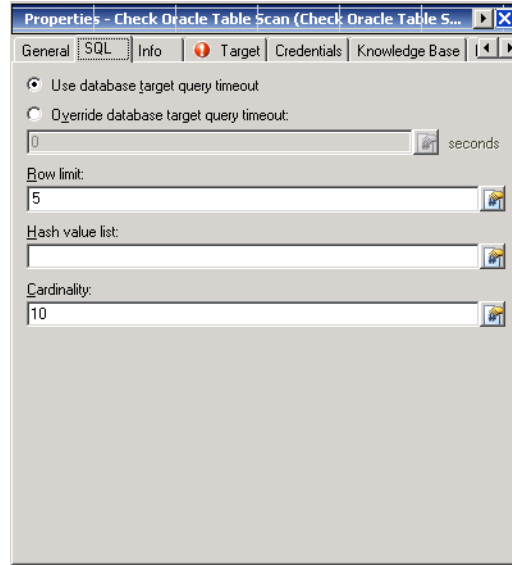 Properties - Check Oracle Table Scan (Check Oracle Table S...
General SQL Info Target Credentials Knowledge Base
Use database target query timeout
Override database target query timeout:
0 seconds
Row limit:
5
Hash value list:
Cardinality:
10